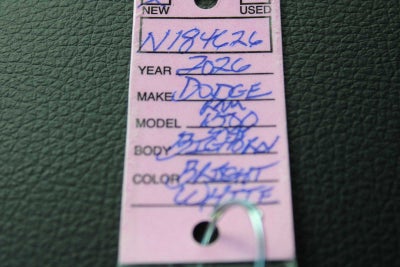 NEW USED
N184626
YEAR 2026
MAKE DODGE
RAM
MODEL 1500
BODY BIGHORN
COLOR BRIGHT
WHITE